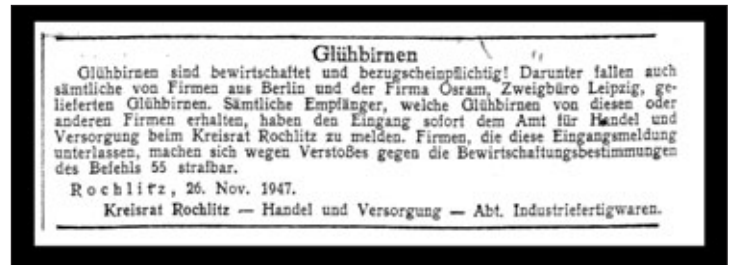 Glühbirnen
Glühbirnen sind bewirtschaftet und bezugscheinpflichtig! Darunter fallen auch
sämtliche von Firmen aus Berlin und der Firma Osram, Zweigbüro Leipzig, ge-
lieferten Glühbirnen. Sämtliche Empfänger, welche Glühbirnen von diesen oder
anderen Firmen erhalten, haben den Eingang sofort dem Amt für Handel und
Versorgung beim Kreisrat Rochlitz zu melden. Firmen, die diese Eingangsmeldung
unterlassen, machen sich wegen Verstoßes gegen die Bewirtschaftungsbestimmungen
des Befehls 55 strafbar.
Rochlitz, 26. Nov. 1947.
Kreisrat Rochlitz — Handel und Versorgung — Abt. Industriefertigwaren.